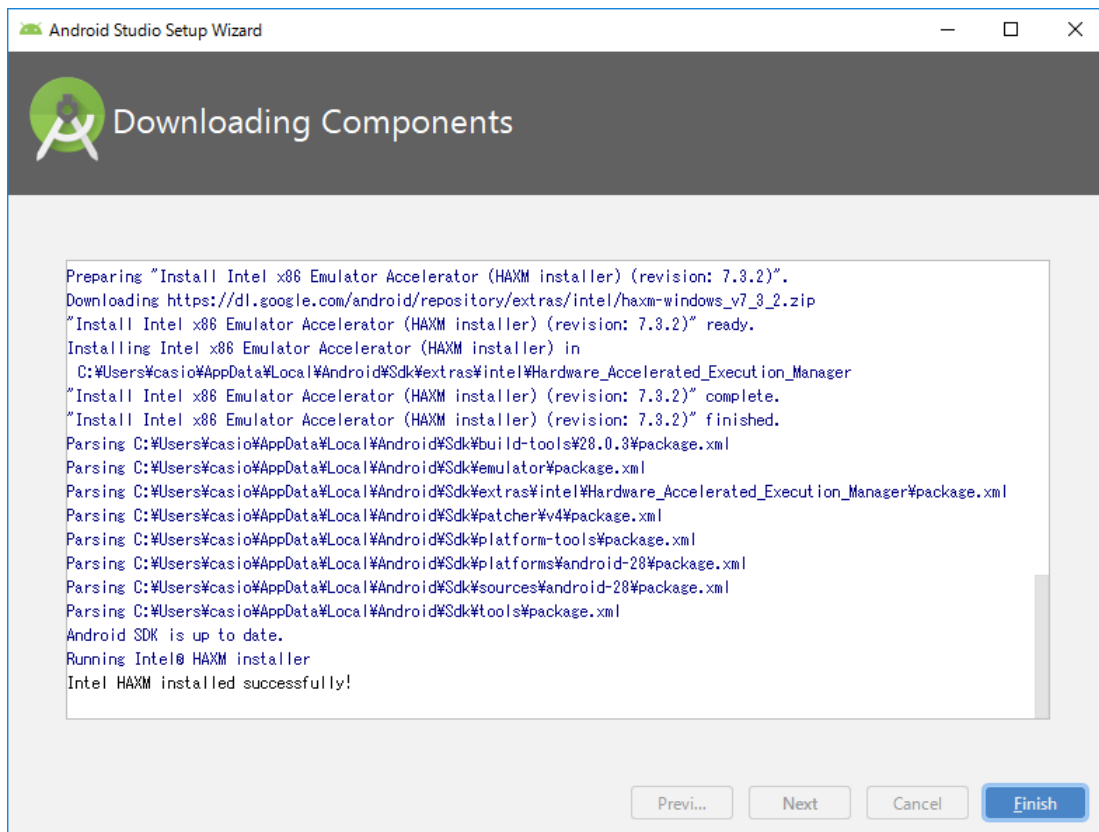 Android Studio Setup Wizard
Downloading Components
Preparing "Install Intel x86 Emulator Accelerator (HAXM installer) (revision: 7.3.2)".
Downloading https://dl.google.com/android/repository/extras/intel/haxm-windows_v7_3_2.zip
"Install Intel x86 Emulator Accelerator (HAXM installer) (revision: 7.3.2)" ready.
Installing Intel x86 Emulator Accelerator (HAXM installer) in
C:¥Users¥casio¥AppData¥Local¥Android¥Sdk¥extras¥intel¥Hardware_Accelerated_Execution_Manager
"Install Intel x86 Emulator Accelerator (HAXM installer) (revision: 7.3.2)" complete.
"Install Intel x86 Emulator Accelerator (HAXM installer) (revision: 7.3.2)" finished.
Parsing C:¥Users¥casio¥AppData¥Local¥Android¥Sdk¥build-tools¥28.0.3¥package.xml
Parsing C:¥Users¥casio¥AppData¥Local¥Android¥Sdk¥emulator¥package.xml
Parsing C:¥Users¥casio¥AppData¥Local¥Android¥Sdk¥extras¥intel¥Hardware_Accelerated_Execution_Manager¥package.xml
Parsing C:¥Users¥casio¥AppData¥Local¥Android¥Sdk¥patcher¥v4¥package.xml
Parsing C:¥Users¥casio¥AppData¥Local¥Android¥Sdk¥platform-tools¥package.xml
Parsing C:¥Users¥casio¥AppData¥Local¥Android¥Sdk¥platforms¥android-28¥package.xml
Parsing C:¥Users¥casio¥AppData¥Local¥Android¥Sdk¥sources¥android-28¥package.xml
Parsing C:¥Users¥casio¥AppData¥Local¥Android¥Sdk¥tools¥package.xml
Android SDK is up to date.
Running Intel® HAXM installer
Intel HAXM installed successfully!
Previ... Next Cancel Finish